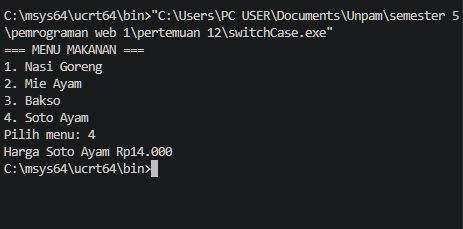 C:\msys64\ucrt64\bin>"C:\Users\PC USER\Documents\Unpam\semester 5
\pemrograman web 1\pertemuan 12\switchCase.exe"
=== MENU MAKANAN ===
1. Nasi Goreng
2. Mie Ayam
3. Bakso
4. Soto Ayam
Pilih menu: 4
Harga Soto Ayam Rp14.000
C:\msys64\ucrt64\bin>